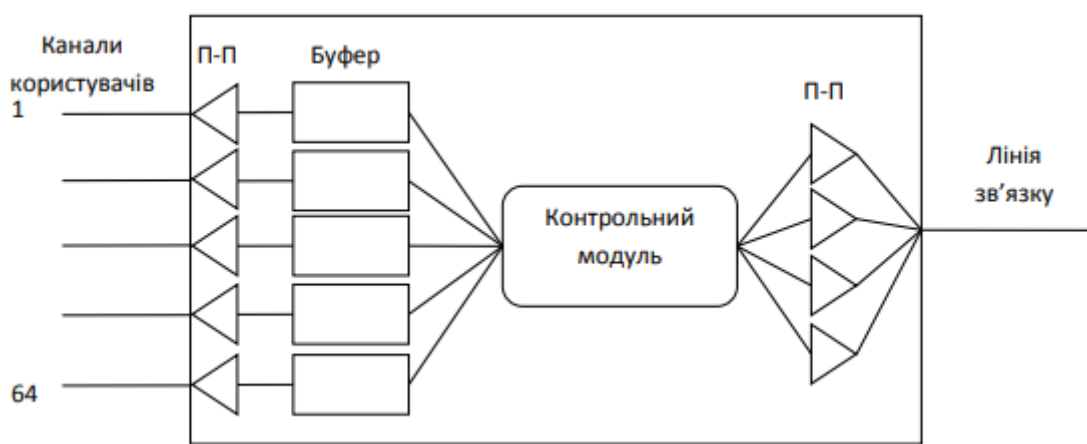 Канали
користувачів
1
64
П-П
Буфер
Контрольний
модуль
П-П
Лінія
зв’язку